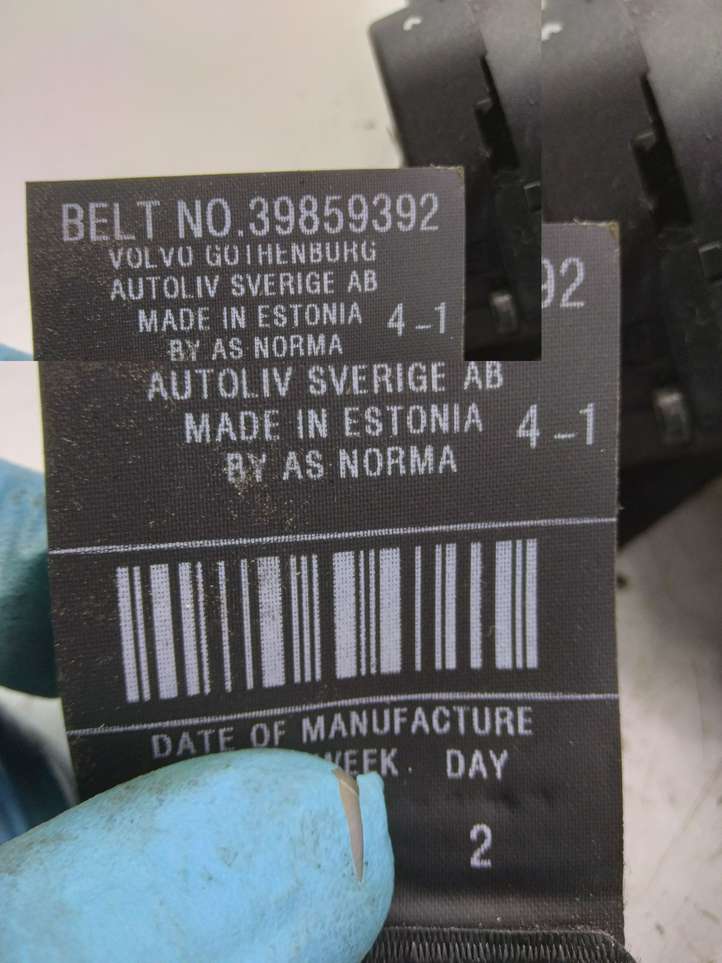 BELT NO.39859392
VOLVO GOTHENBURG
AUTOLIV SVERIGE AB
MADE IN ESTONIA 4-1
BY AS NORMA
92
AUTOLIV SVERIGE AB
MADE IN ESTONIA 4-1
BY AS NORMA
DATE OF MANUFACTURE
WEEK. DAY
2